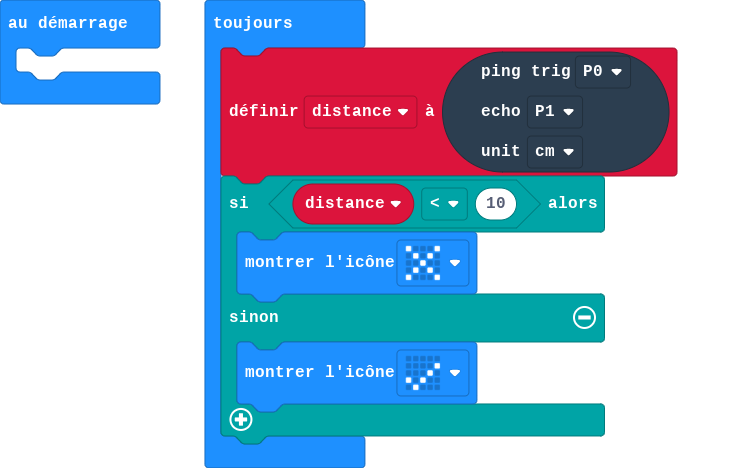 au démarrage
toujours
définir distance à ping trig P0
echo P1
unit cm
si distance < 10 alors
montrer l'icône
sinon
montrer l'icône